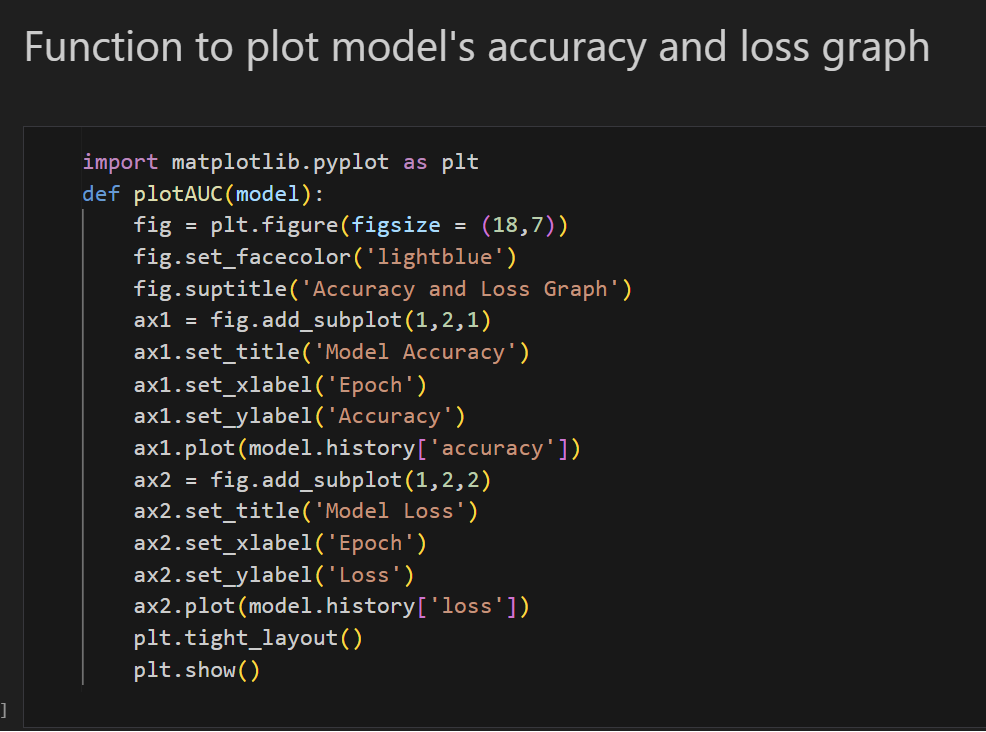 Function to plot model's accuracy and loss graph
import matplotlib.pyplot as plt
def plotAUC(model):
    fig = plt.figure(figsize = (18,7))
    fig.set_facecolor('lightblue')
    fig.suptitle('Accuracy and Loss Graph')
    ax1 = fig.add_subplot(1,2,1)
    ax1.set_title('Model Accuracy')
    ax1.set_xlabel('Epoch')
    ax1.set_ylabel('Accuracy')
    ax1.plot(model.history['accuracy'])
    ax2 = fig.add_subplot(1,2,2)
    ax2.set_title('Model Loss')
    ax2.set_xlabel('Epoch')
    ax2.set_ylabel('Loss')
    ax2.plot(model.history['loss'])
    plt.tight_layout()
    plt.show()
]